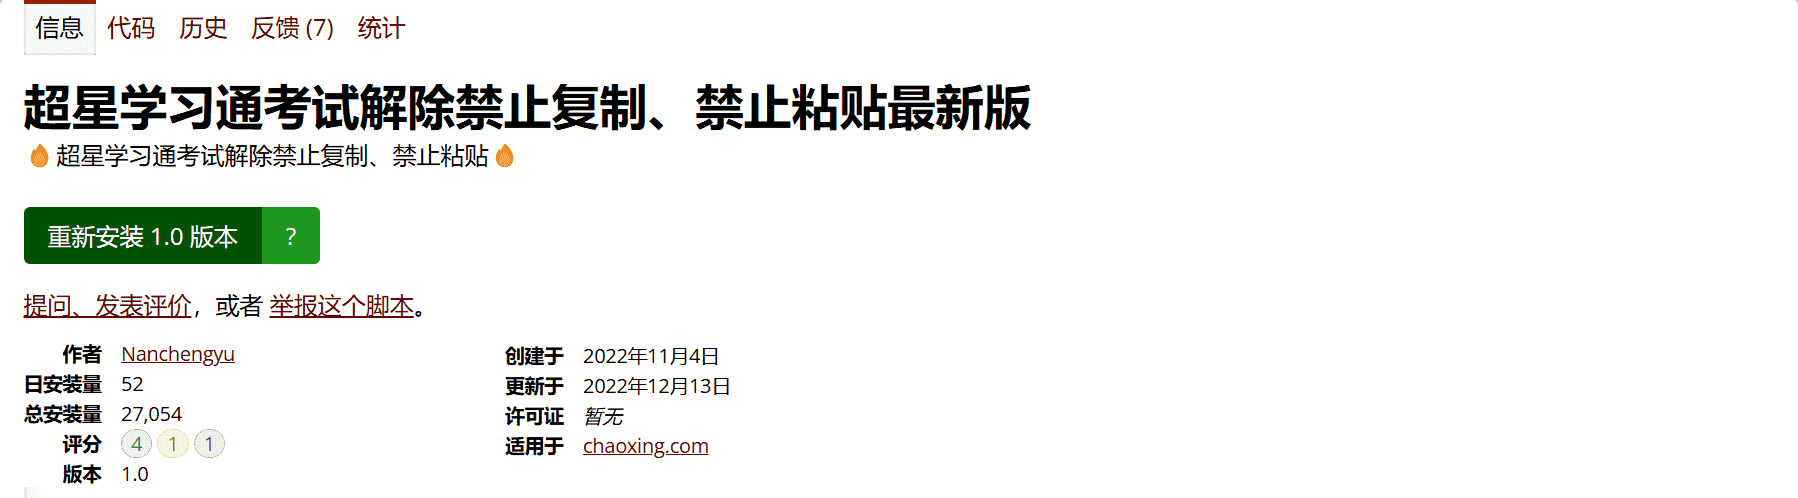 信息 代码 历史 反馈 (7) 统计
超星学习通考试解除禁止复制、禁止粘贴最新版
超星学习通考试解除禁止复制、禁止粘贴
重新安装 1.0 版本 ?
提问、发表评价，或者 举报这个脚本。
作者 Nanchengyu
日安装量 52
总安装量 27,054
评分 4 1 1
版本 1.0
创建于 2022年11月4日
更新于 2022年12月13日
许可证 暂无
适用于 chaoxing.com